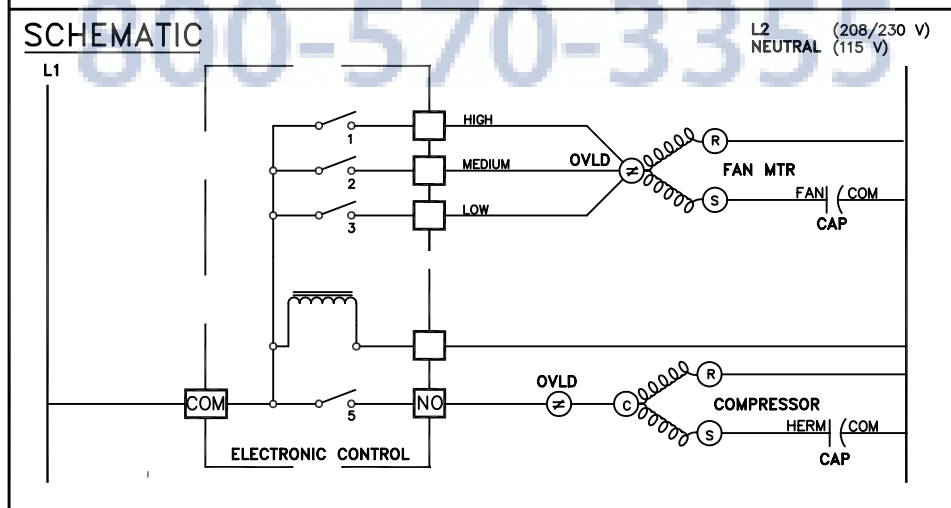 800-570-3355
SCHEMATIC
L2 (208/230 V)
NEUTRAL (115 V)
L1
HIGH
1
MEDIUM
2
LOW
3
OVLD
≠
R
FAN MTR
S
FAN COM
CAP
OVLD
COM
5
NO
≠
C
R
COMPRESSOR
S
HERM COM
CAP
ELECTRONIC CONTROL